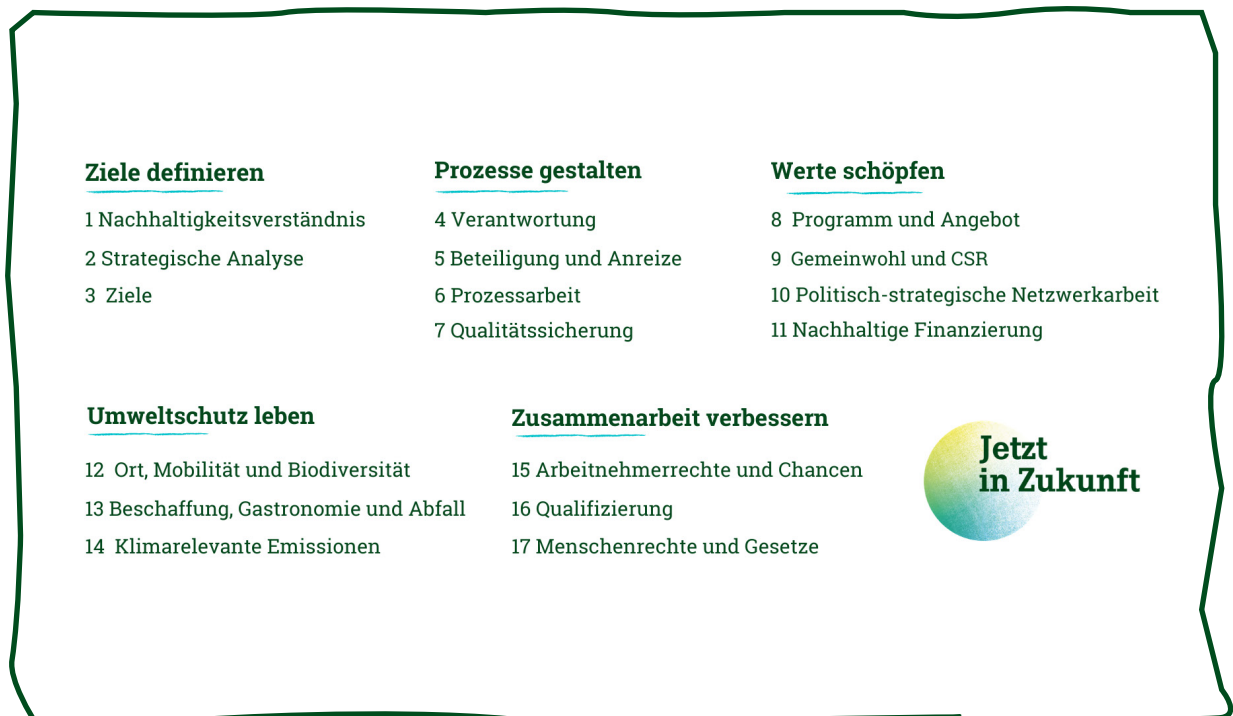 Ziele definieren
1 Nachhaltigkeitsverständnis
2 Strategische Analyse
3 Ziele
Prozesse gestalten
4 Verantwortung
5 Beteiligung und Anreize
6 Prozessarbeit
7 Qualitätssicherung
Werte schöpfen
8 Programm und Angebot
9 Gemeinwohl und CSR
10 Politisch-strategische Netzwerkarbeit
11 Nachhaltige Finanzierung
Umweltschutz leben
12 Ort, Mobilität und Biodiversität
13 Beschaffung, Gastronomie und Abfall
14 Klimarelevante Emissionen
Zusammenarbeit verbessern
15 Arbeitnehmerrechte und Chancen
16 Qualifizierung
17 Menschenrechte und Gesetze
Jetzt
in Zukunft